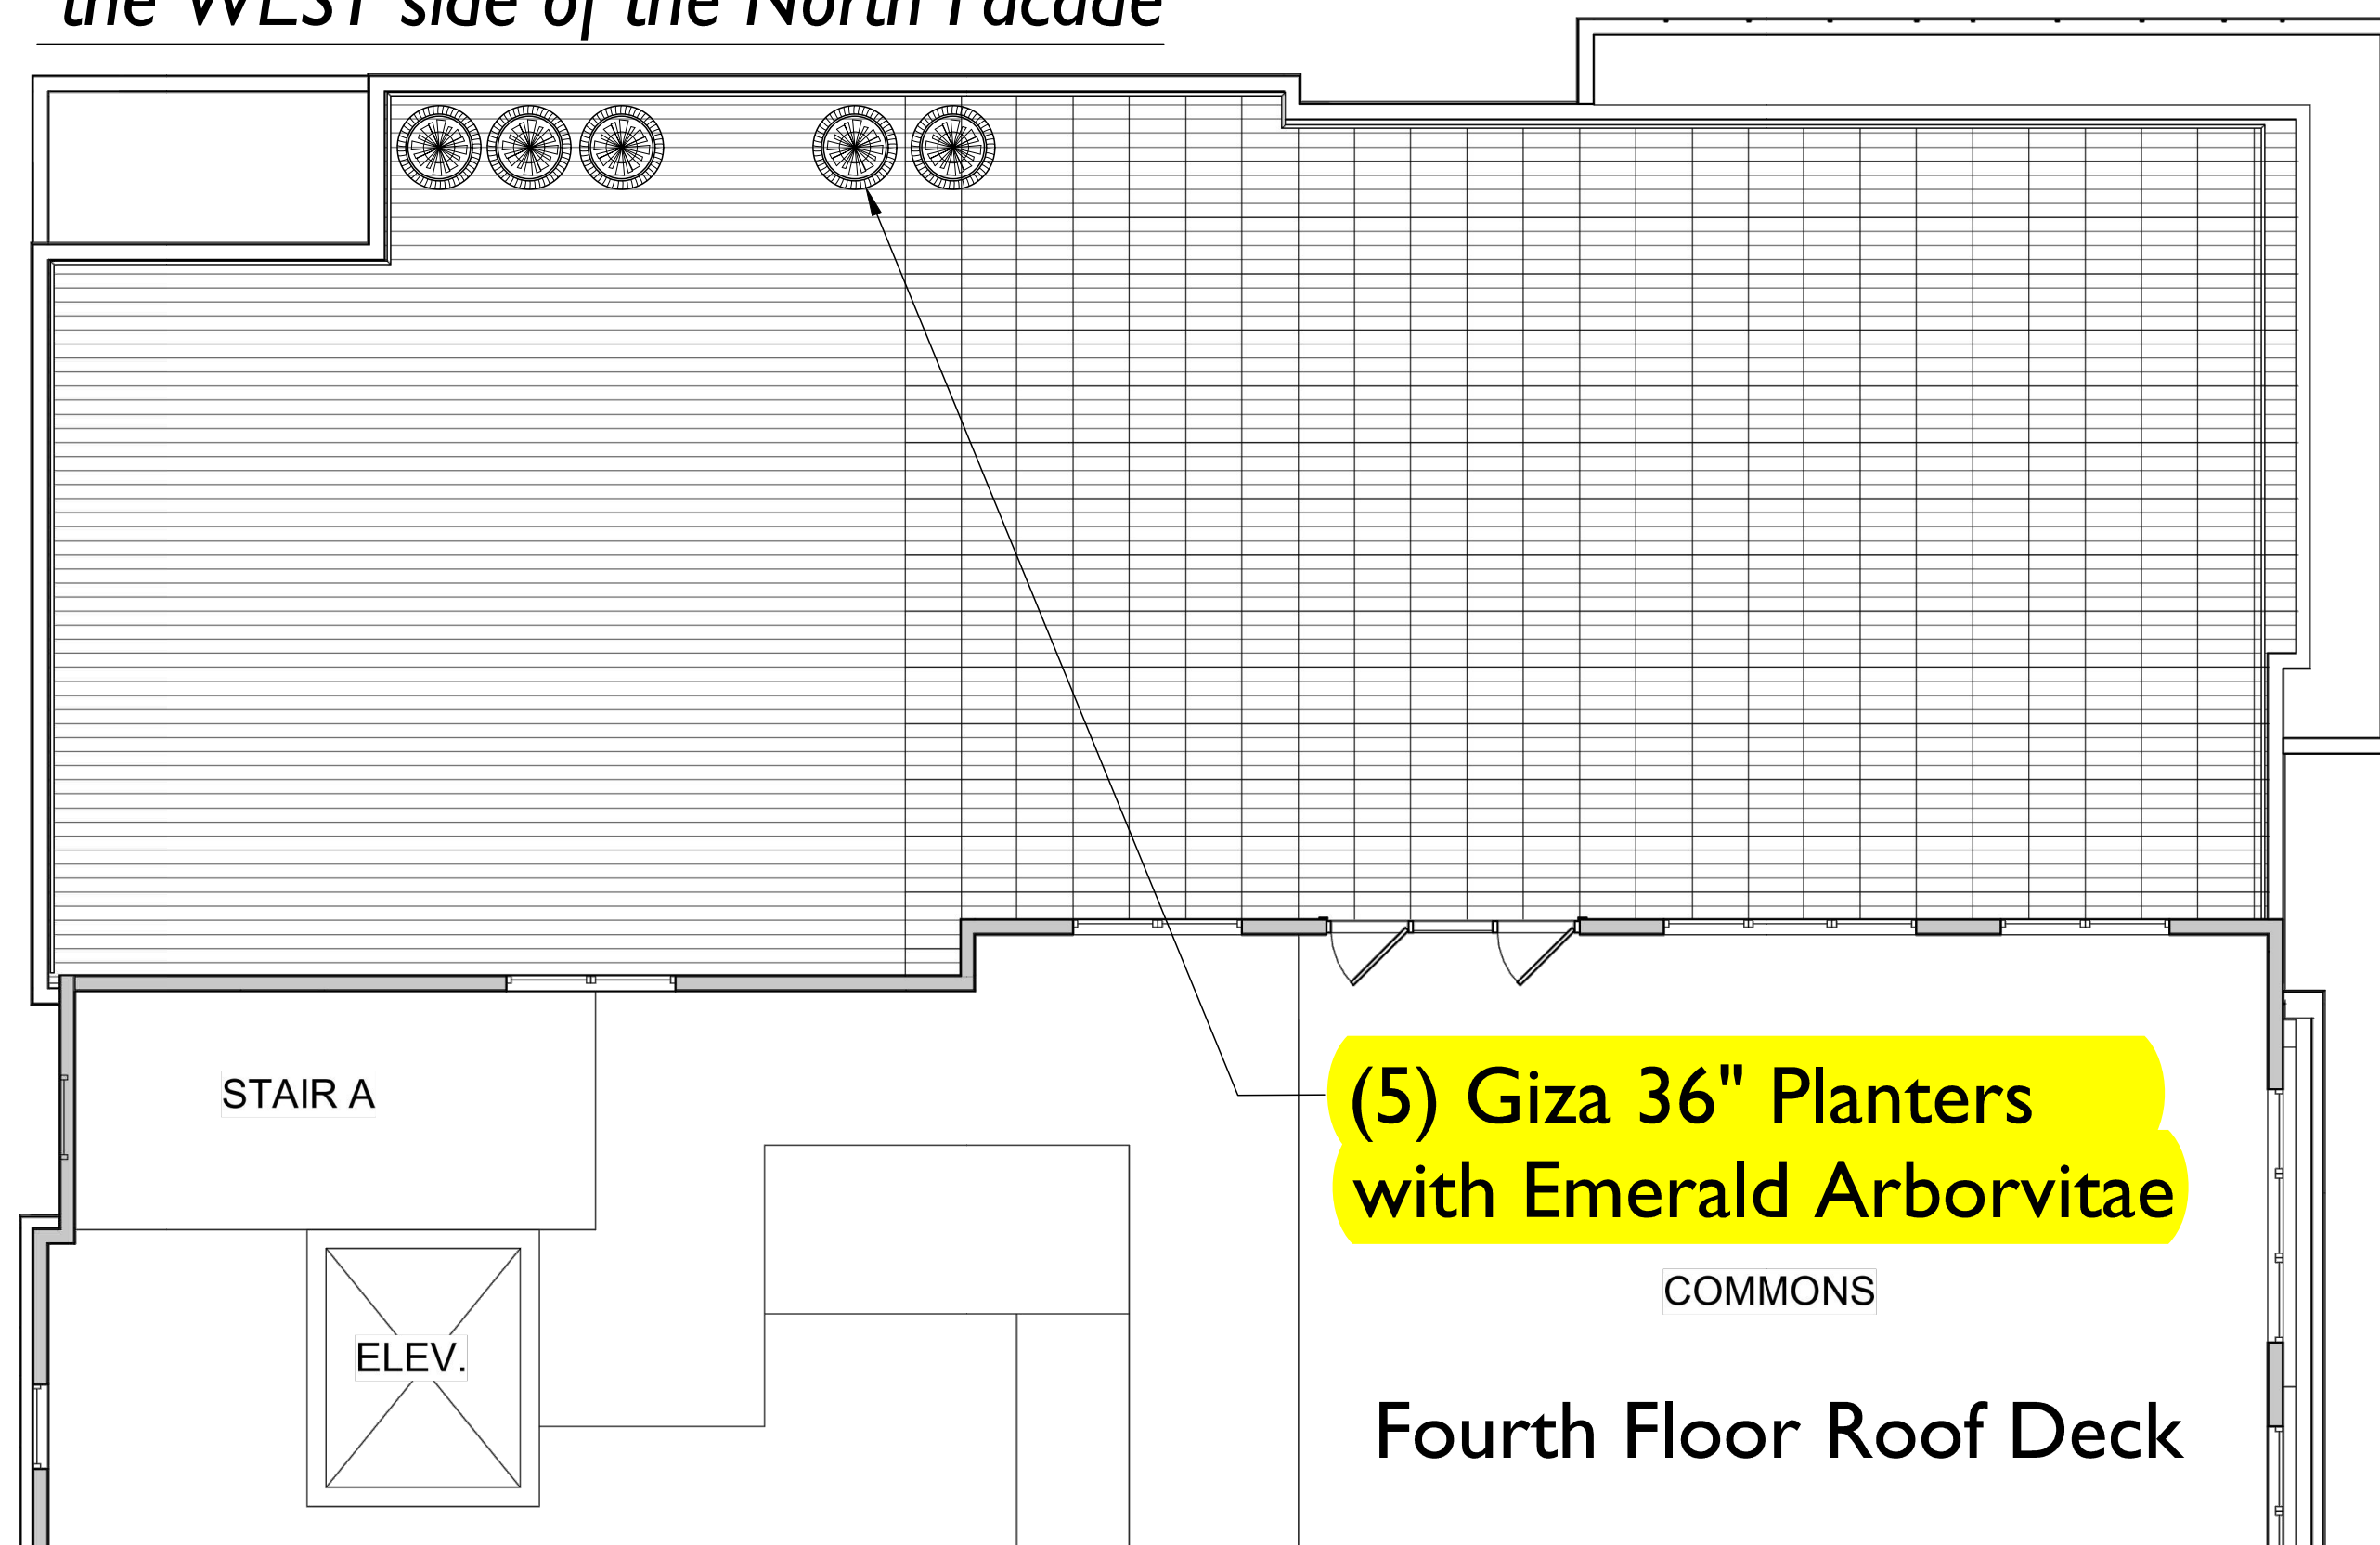 the WEST side of the North Facade
STAIR A
(5) Giza 36" Planters
with Emerald Arborvitae
COMMONS
ELEV.
Fourth Floor Roof Deck